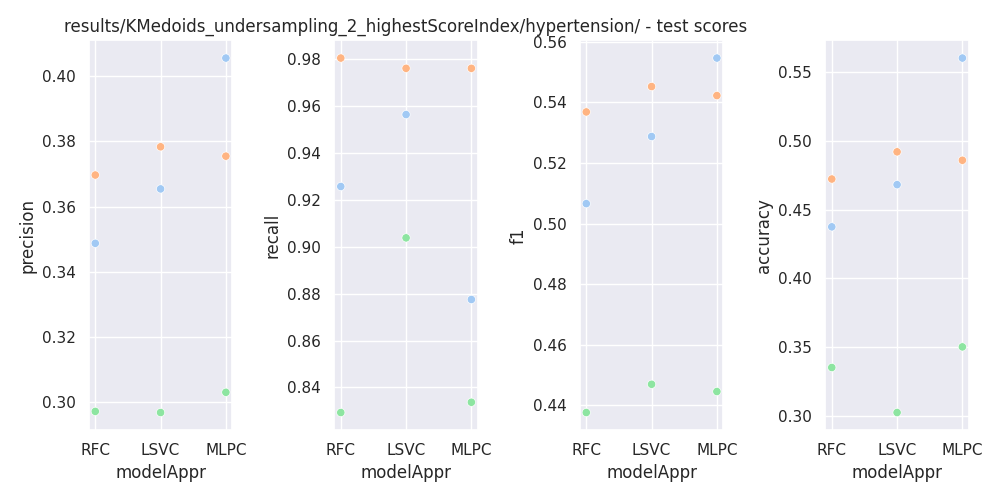 results/KMedoids_undersampling_2_highestScoreIndex/hypertension/ - test scores
precision
0.40
0.38
0.36
0.34
0.32
0.30
RFC LSVC MLPC
modelAppr
recall
0.98
0.96
0.94
0.92
0.90
0.88
0.86
0.84
RFC LSVC MLPC
modelAppr
f1
0.56
0.54
0.52
0.50
0.48
0.46
0.44
RFC LSVC MLPC
modelAppr
accuracy
0.55
0.50
0.45
0.40
0.35
0.30
RFC LSVC MLPC
modelAppr